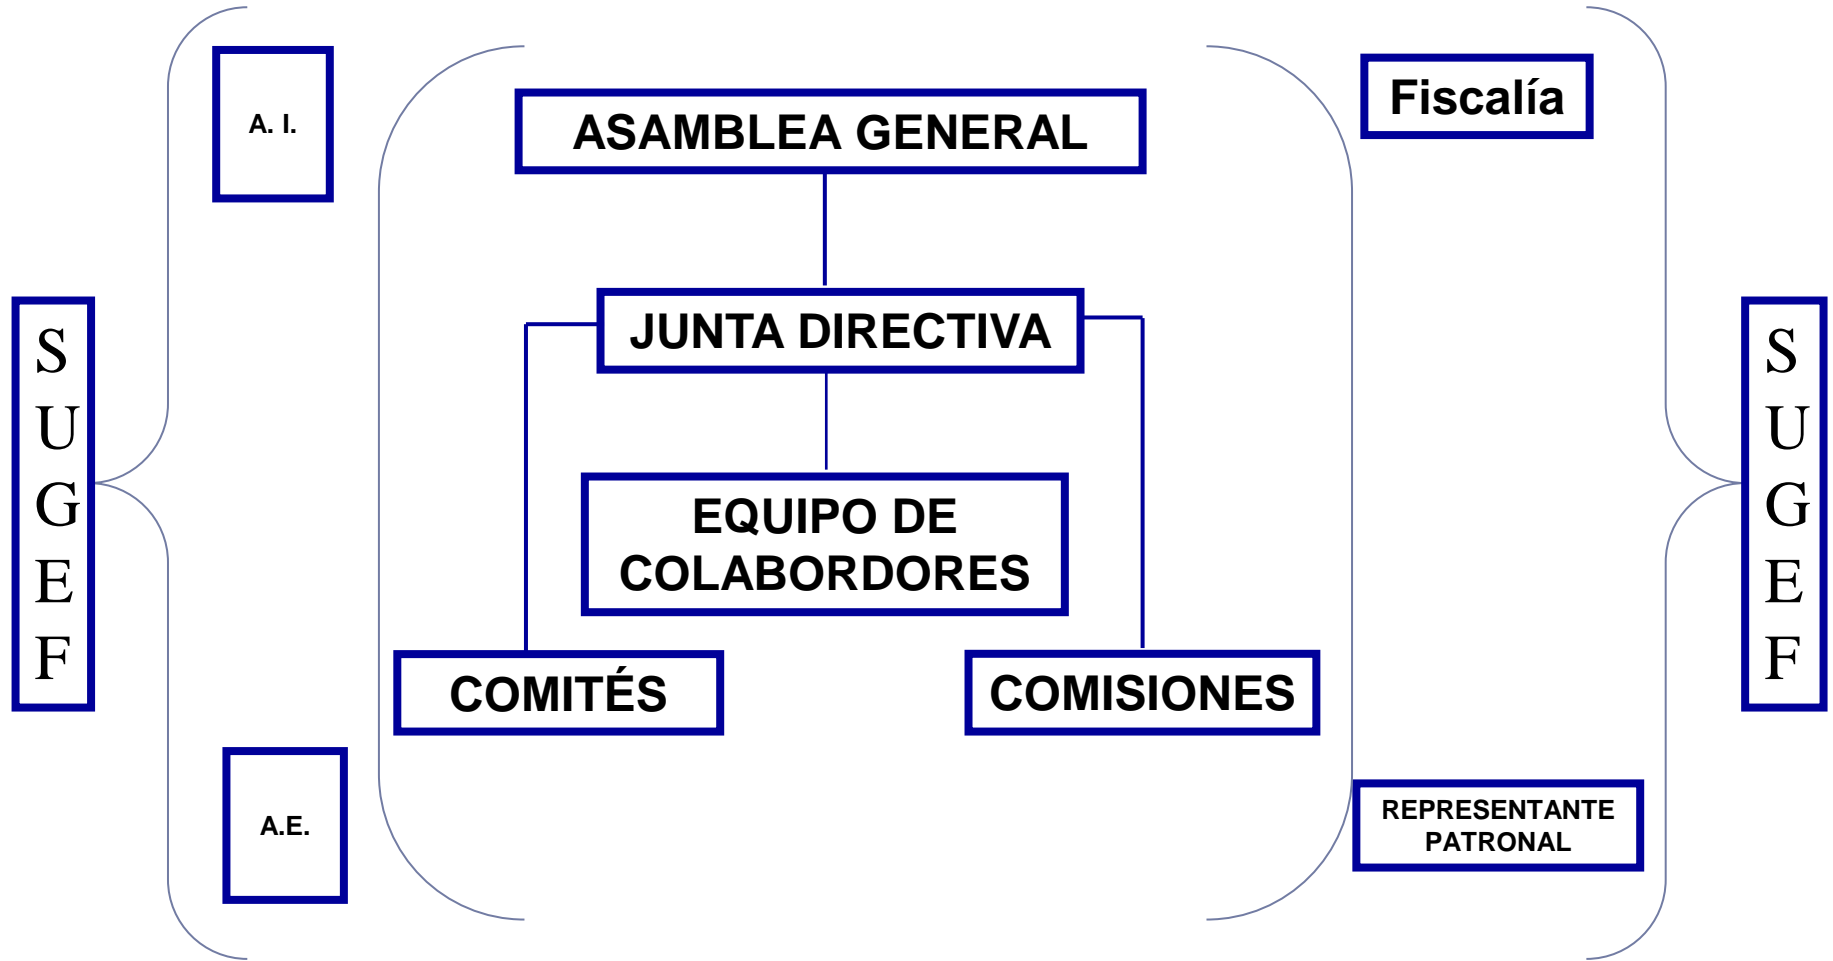 A. I.
Fiscalía
ASAMBLEA GENERAL
JUNTA DIRECTIVA
S
U
G
E
F
EQUIPO DE
COLABORDORES
COMITÉS
COMISIONES
A.E.
REPRESENTANTE
PATRONAL
S
U
G
E
F